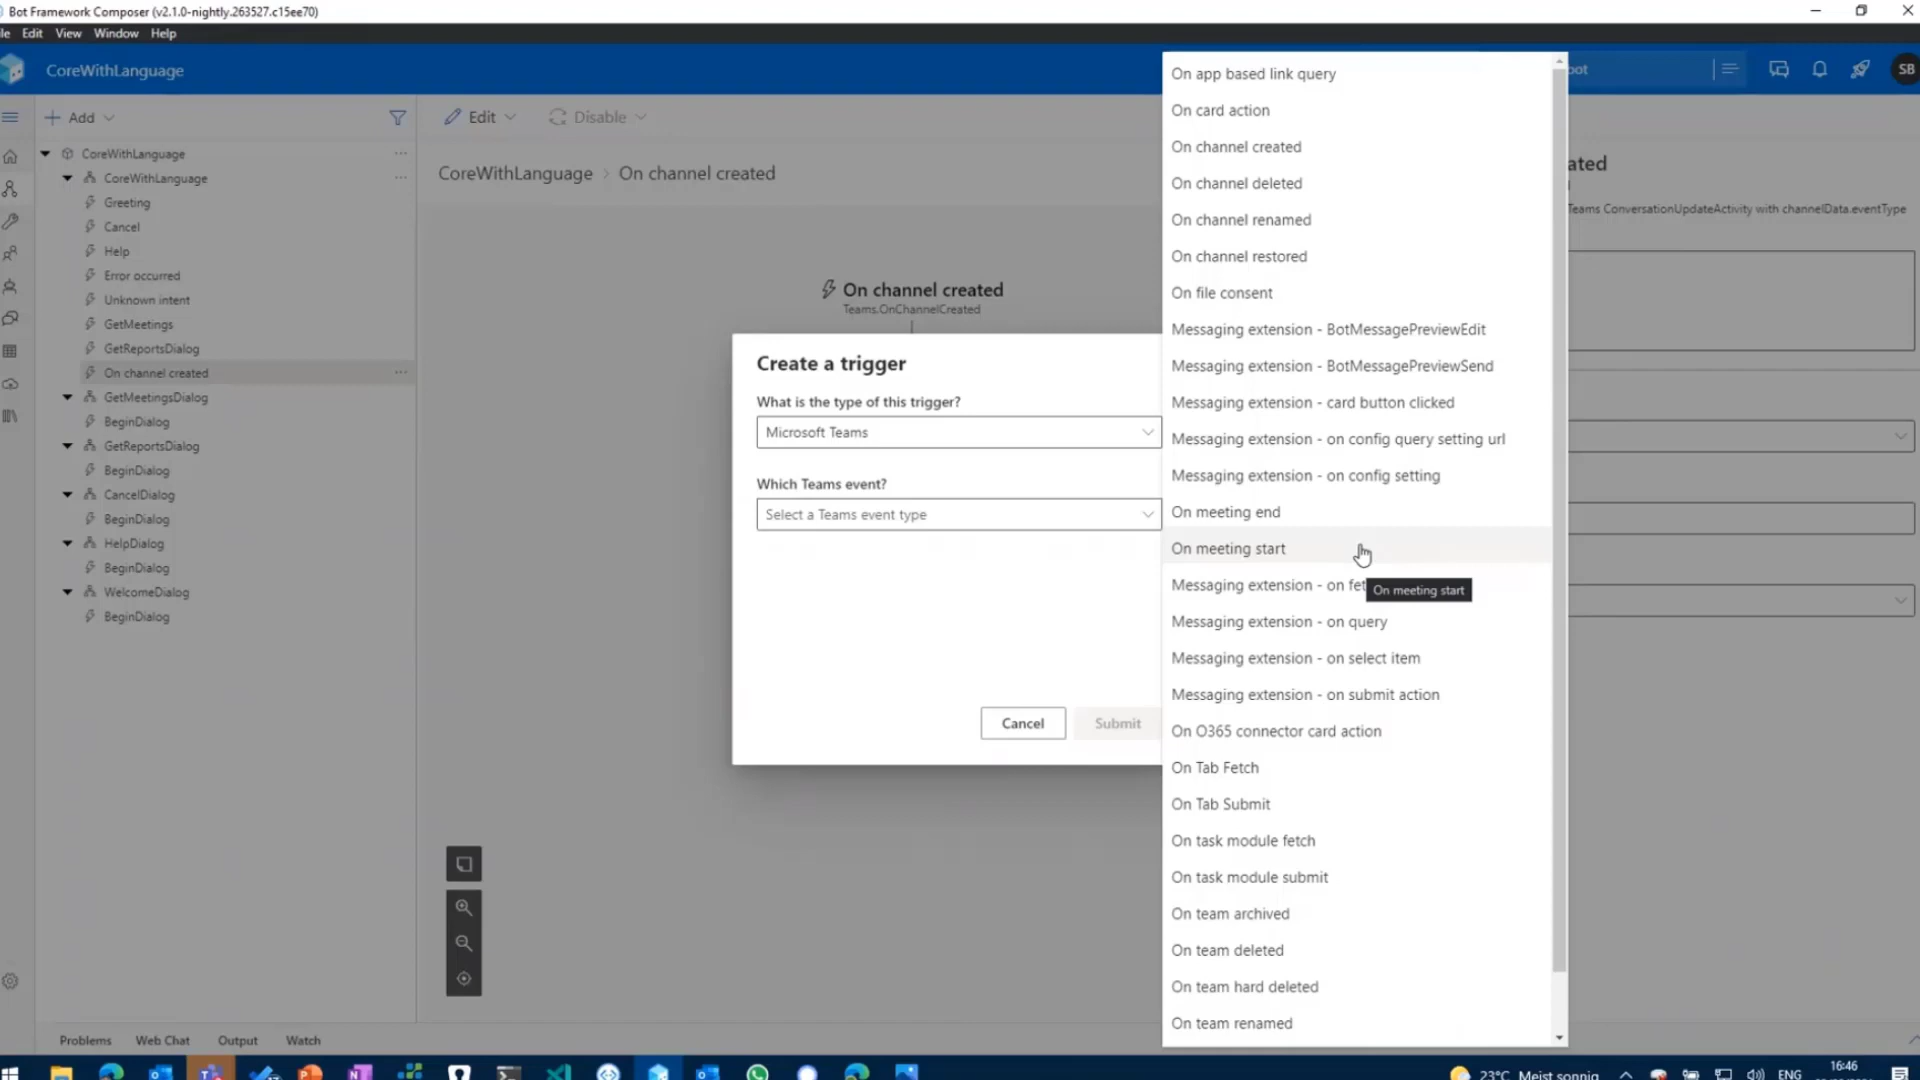 Bot Framework Composer (v2.1.0-nightly.263527.c15ee70)
Edit View Window Help
CoreWithLanguage
SB
Add
Edit
Disable
CoreWithLanguage
CoreWithLanguage
Greeting
Cancel
Help
Error occurred
Unknown intent
GetMeetings
GetReportsDialog
On channel created
GetMeetingsDialog
BeginDialog
GetReportsDialog
BeginDialog
CancelDialog
BeginDialog
HelpDialog
BeginDialog
WelcomeDialog
BeginDialog
CoreWithLanguage > On channel created
On channel created
Teams.OnChannelCreated
Create a trigger
What is the type of this trigger?
Microsoft Teams
Which Teams event?
Select a Teams event type
Cancel
Submit
On app based link query
On card action
On channel created
On channel deleted
On channel renamed
On channel restored
On file consent
Messaging extension - BotMessagePreviewEdit
Messaging extension - BotMessagePreviewSend
Messaging extension - card button clicked
Messaging extension - on config query setting url
Messaging extension - on config setting
On meeting end
On meeting start
Messaging extension - on fet
On meeting start
Messaging extension - on query
Messaging extension - on select item
Messaging extension - on submit action
On O365 connector card action
On Tab Fetch
On Tab Submit
On task module fetch
On task module submit
On team archived
On team deleted
On team hard deleted
On team renamed
Teams ConversationUpdateActivity with channelData.eventType
Problems
Web Chat
Output
Watch
23°C Meist sonnig
ENG
16:46